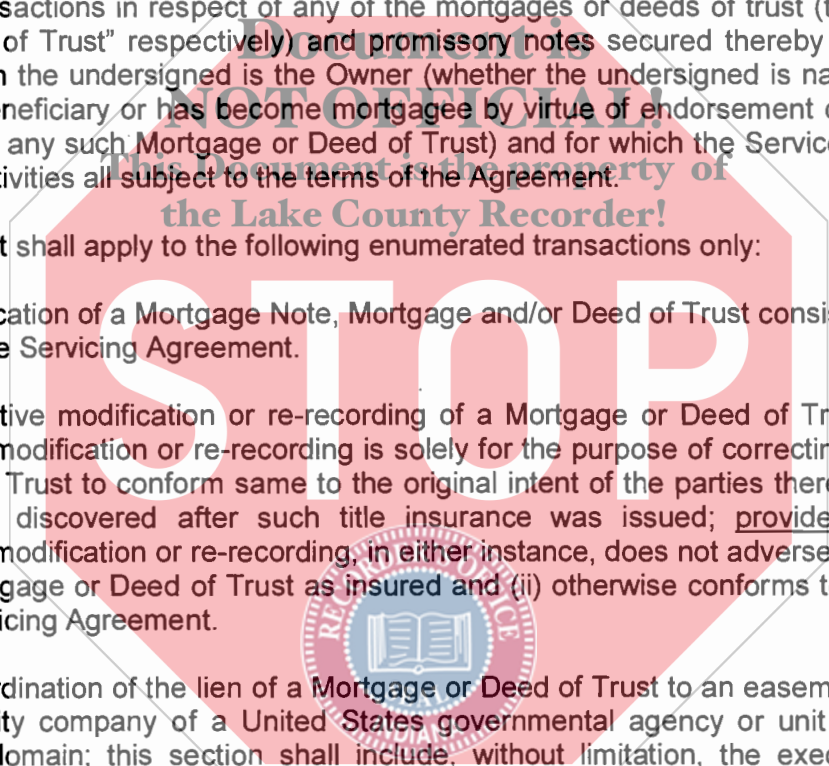 sactions in respect of any of the mortgages or deeds of trust (t
Document is
of Trust" respectively) and promissory notes secured thereby
the undersigned is the Owner (whether the undersigned is na
NOT OFFICIAL!
neficiary or has become mortgagee by virtue of endorsement
any such Mortgage or Deed of Trust) and for which the Service
This Document is the property of
tivities all subject to the terms of the Agreement.
the Lake County Recorder!
t shall apply to the following enumerated transactions only:
STOP
cation of a Mortgage Note, Mortgage and/or Deed of Trust consis
e Servicing Agreement.
tive modification or re-recording of a Mortgage or Deed of Tr
modification or re-recording is solely for the purpose of correctin
Trust to conform same to the original intent of the parties there
discovered after such title insurance was issued; provide
modification or re-recording, in either instance, does not adverse
gage or Deed of Trust as insured and (ii) otherwise conforms t
icing Agreement.
RECORDER'S OFFICE
rdination of the lien of a Mortgage or Deed of Trust to an easem
ity company of a United States governmental agency or unit
INDIANA
domain; this section shall include, without limitation, the exec